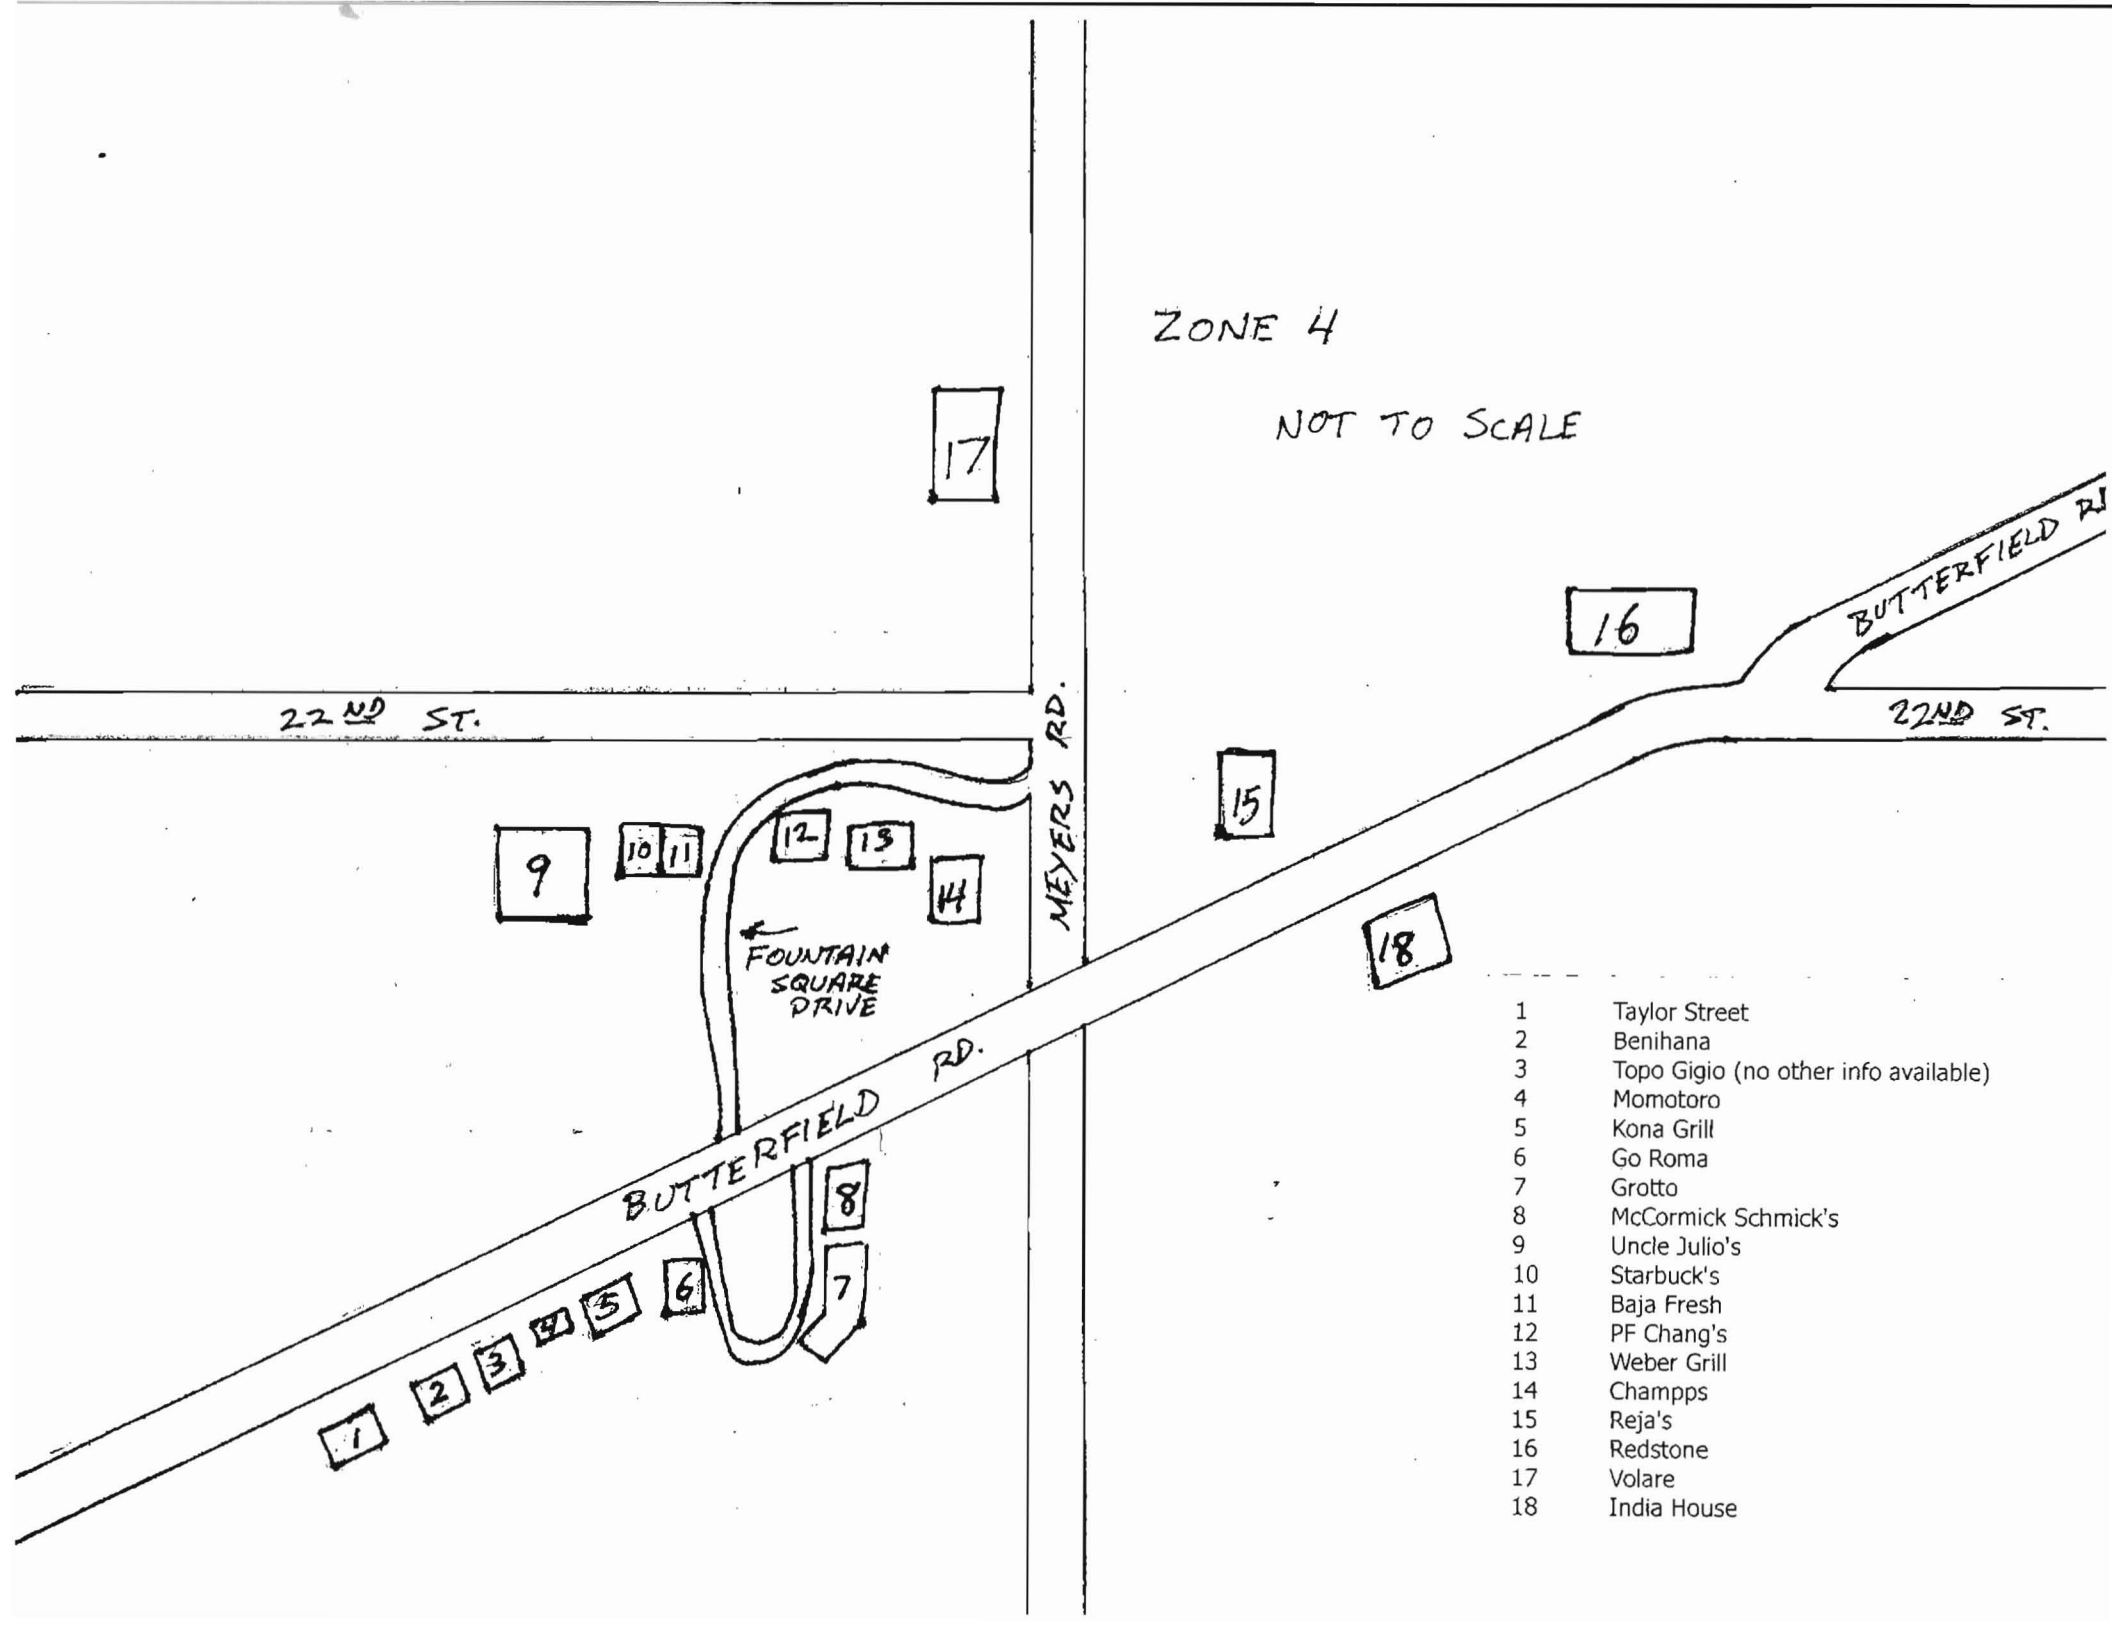 ZONE 4
NOT TO SCALE
17
BUTTERFIELD
16
22ND ST.
22ND ST.
MEYERS RD.
15
9
10
11
12
13
14
FOUNTAIN
SQUARE
DRIVE
18
BUTTERFIELD RD.
8
7
6
5
4
3
2
1
1 Taylor Street
2 Benihana
3 Topo Gigio (no other info available)
4 Momotoro
5 Kona Grill
6 Go Roma
7 Grotto
8 McCormick Schmick's
9 Uncle Julio's
10 Starbuck's
11 Baja Fresh
12 PF Chang's
13 Weber Grill
14 Champps
15 Reja's
16 Redstone
17 Volare
18 India House